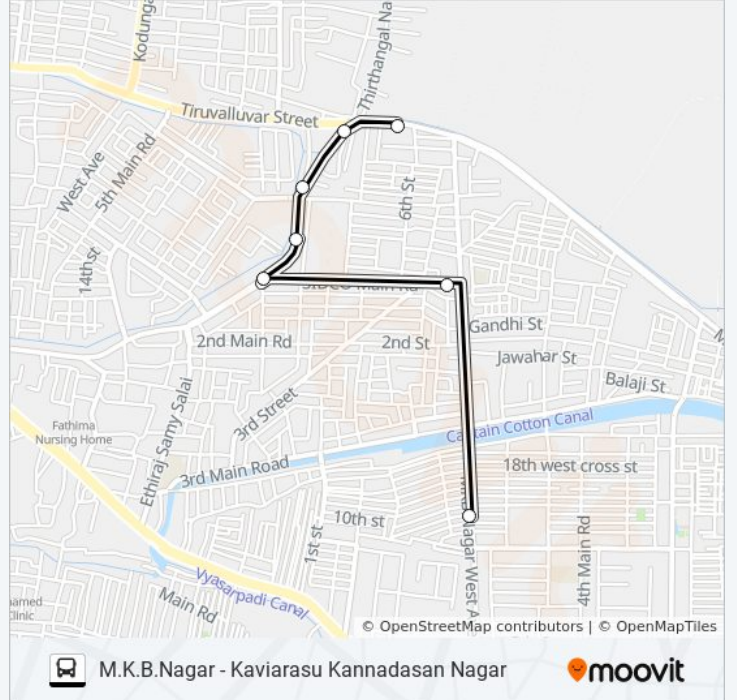 Kodunga
Thirthangal Na
Tiruvalluvar Street
West Ave
5th Main Rd
6th St
14th St
SIDCO Main Rd
Gandhi St
2nd Main Rd
2nd St
Jawahar St
Balaji St
3rd Street
Ethiraj Samy Salai
Fathima
Nursing Home
Captain Cotton Canal
3rd Main Road
18th west cross st
10th st
1st st
Nagar West A
4th Main Rd
Vyasarpadi Canal
Main Rd
named
Clinic
© OpenStreetMap contributors | © OpenMapTiles
M.K.B.Nagar - Kaviarasu Kannadasan Nagar
moovit